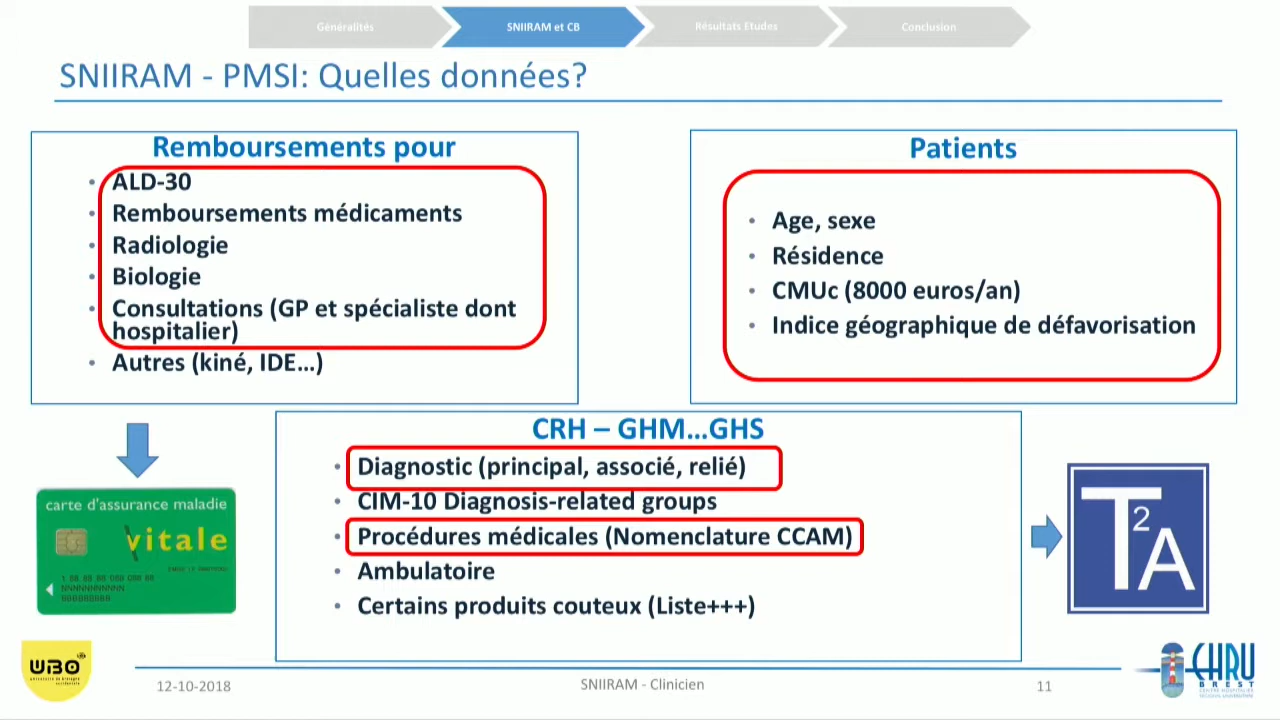 Généralités
SNIIRAM et CB
Résultats Etudes
Conclusion
SNIIRAM - PMSI: Quelles données?
Remboursements pour
• ALD-30
• Remboursements médicaments
• Radiologie
• Biologie
• Consultations (GP et spécialiste dont
hospitalier)
• Autres (kiné, IDE…)
Patients
• Age, sexe
• Résidence
• CMUc (8000 euros/an)
• Indice géographique de défavorisation
CRH – GHM…GHS
• Diagnostic (principal, associé, relié)
• CIM-10 Diagnosis-related groups
• Procédures médicales (Nomenclature CCAM)
• Ambulatoire
• Certains produits couteux (Liste+++)
carte d'assurance maladie
vitale
T2A
UBO
12-10-2018
SNIIRAM - Clinicien
11
CHRU
BREST